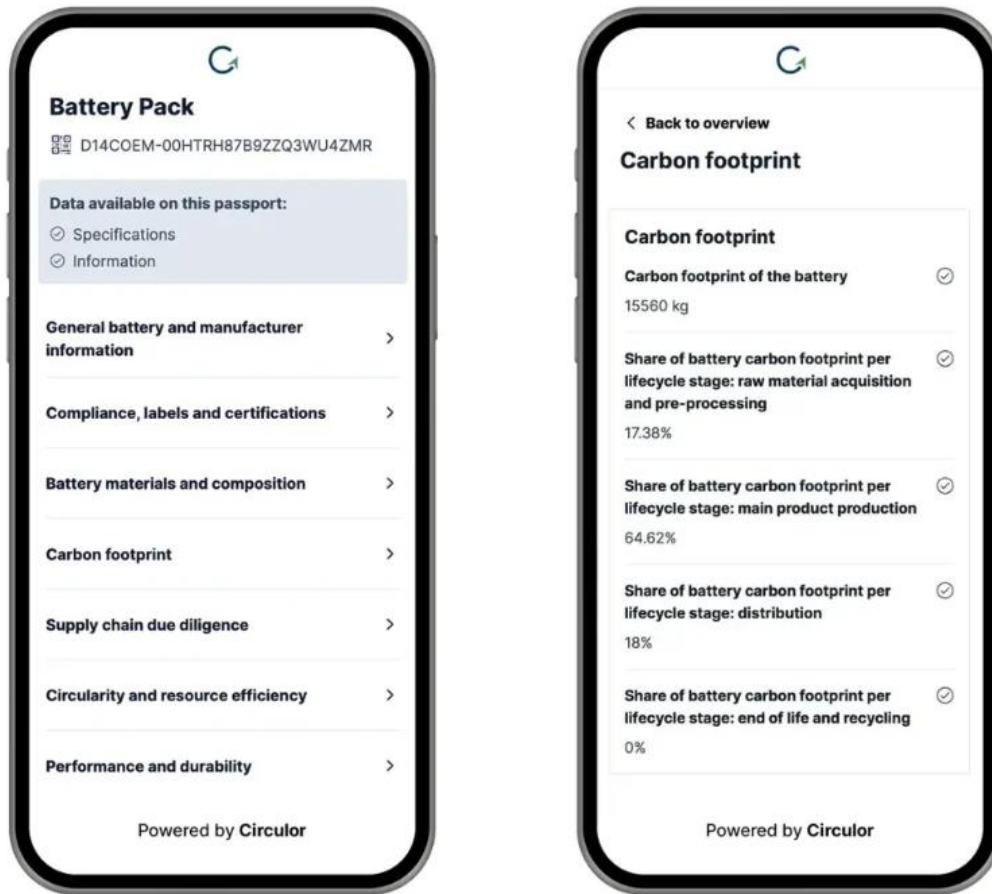 Battery Pack
D14COEM-00HTRH87B9ZZQ3WU4ZMR
Data available on this passport:
Specifications
Information
General battery and manufacturer
information
Compliance, labels and certifications
Battery materials and composition
Carbon footprint
Supply chain due diligence
Circularity and resource efficiency
Performance and durability
Powered by Circulor
Back to overview
Carbon footprint
Carbon footprint
Carbon footprint of the battery
15560 kg
Share of battery carbon footprint per
lifecycle stage: raw material acquisition
and pre-processing
17.38%
Share of battery carbon footprint per
lifecycle stage: main product production
64.62%
Share of battery carbon footprint per
lifecycle stage: distribution
18%
Share of battery carbon footprint per
lifecycle stage: end of life and recycling
0%
Powered by Circulor